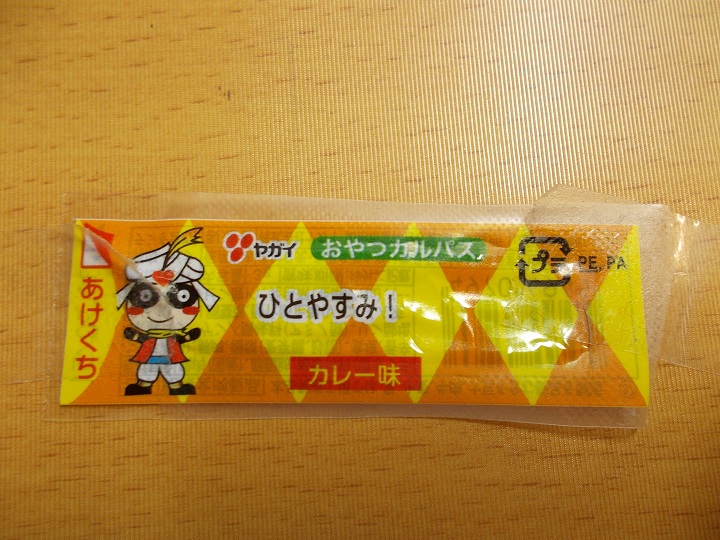 あけくち
ヤガイ おやつカルパス
プラ PE, PA
ひとやすみ!
カレー味